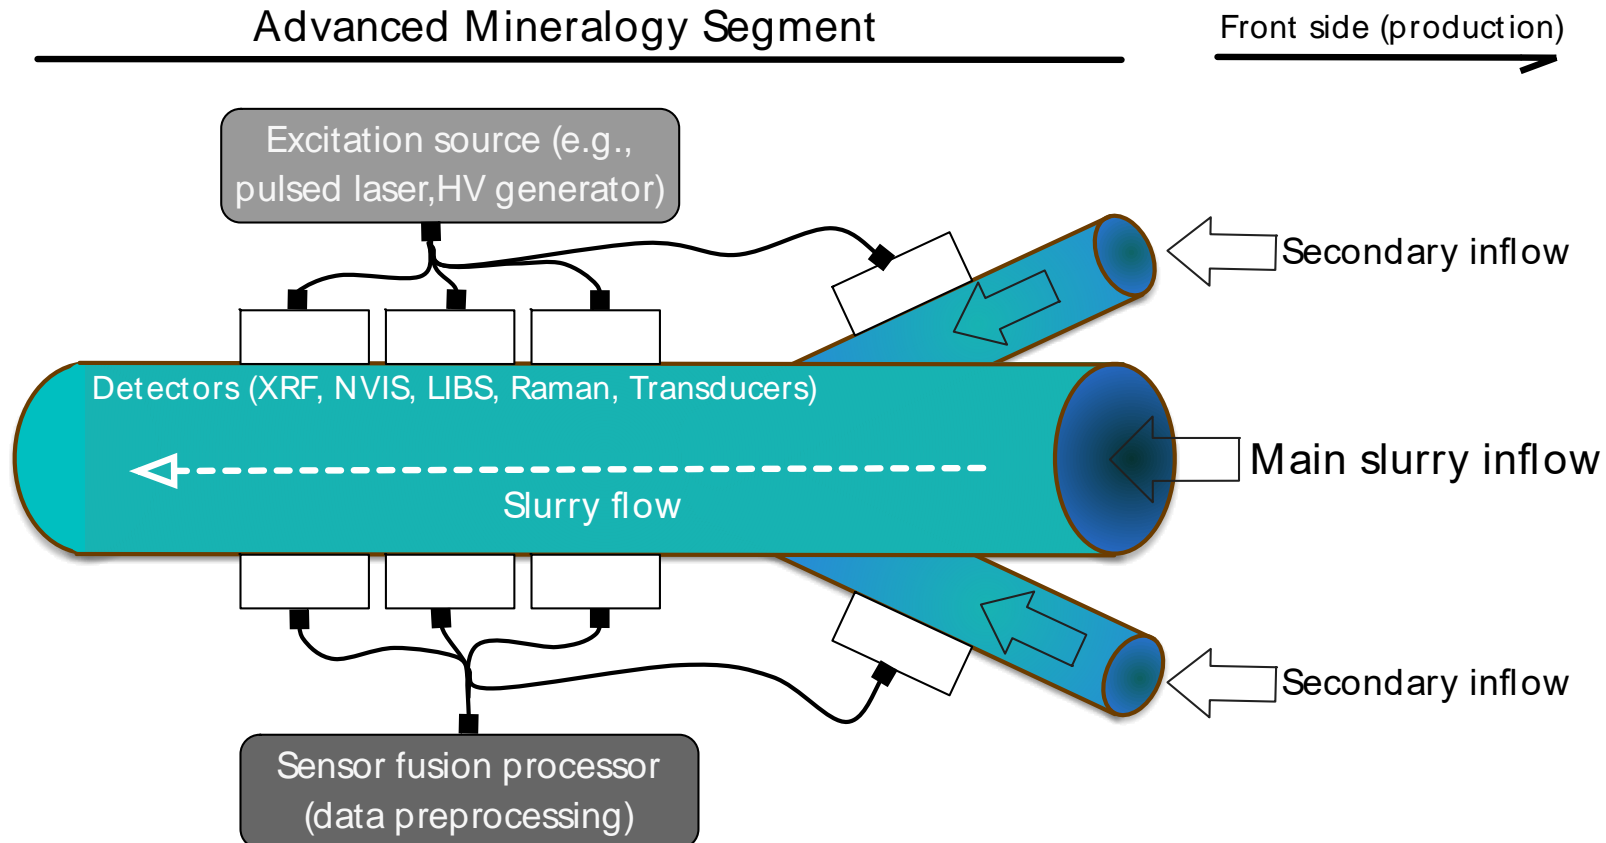 Advanced Mineralogy Segment
Front side (production)
Excitation source (e.g.,
pulsed laser,HV generator)
Secondary inflow
Detectors (XRF, NVIS, LIBS, Raman, Transducers)
Main slurry inflow
Slurry flow
Secondary inflow
Sensor fusion processor
(data preprocessing)